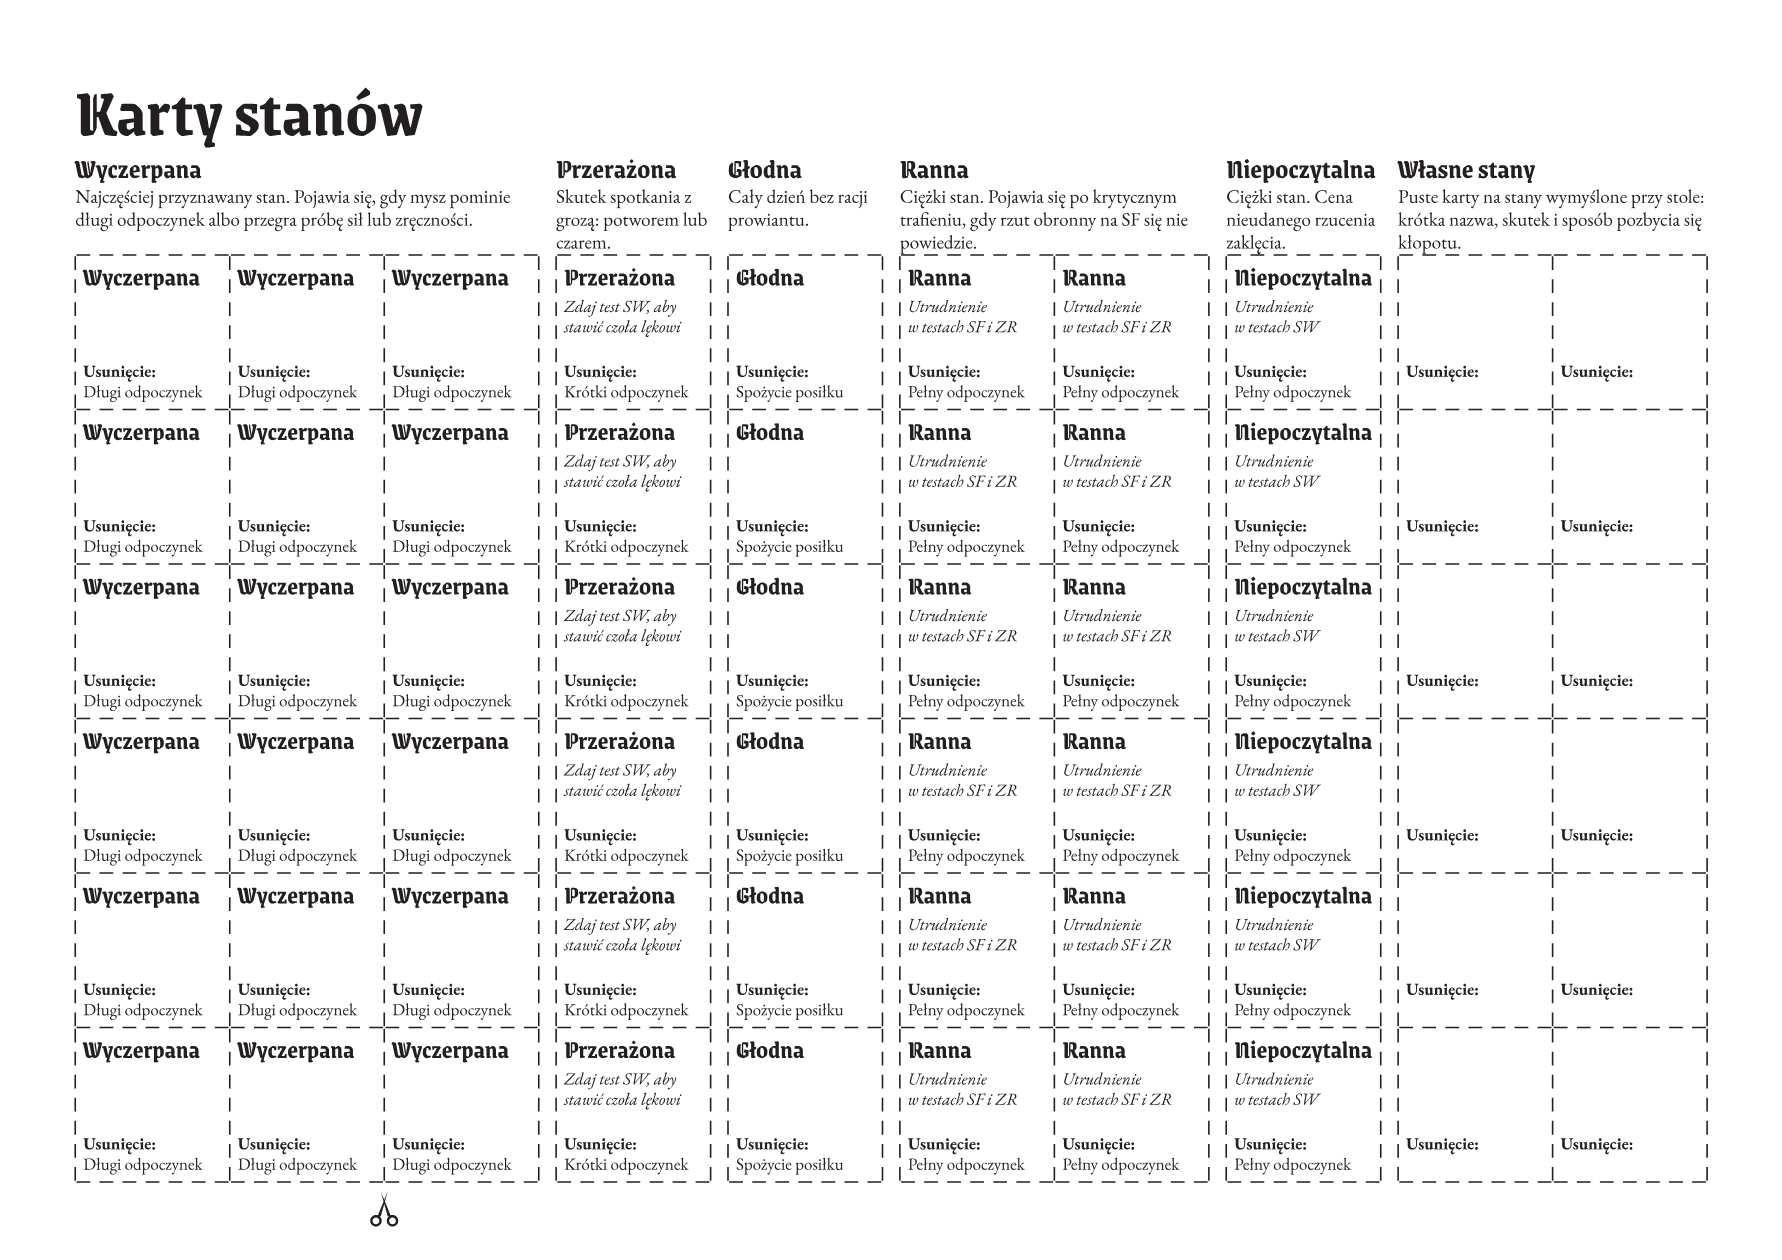 Karty stanów
Wyczerpana
Najczęściej przyznawany stan. Pojawia się, gdy mysz pominie
długi odpoczynek albo przegra próbę sił lub zręczności.
Przerażona
Skutek spotkania z
grozą: potworem lub
czarem.
Głodna
Cały dzień bez racji
prowiantu.
Ranna
Ciężki stan. Pojawia się po krytycznym
trafieniu, gdy rzut obronny na SF się nie
powiedzie.
Niepoczytalna
Ciężki stan. Cena
nieudanego rzucenia
zaklęcia.
Własne stany
Puste karty na stany wymyślone przy stole:
krótka nazwa, skutek i sposób pozbycia się
kłopotu.
Wyczerpana Wyczerpana Wyczerpana Przerażona Głodna Ranna Ranna Niepoczytalna
Zdaj test SW, aby Utrudnienie Utrudnienie Utrudnienie
stawić czoła lękowi w testach SF i ZR w testach SF i ZR w testach SW
Usunięcie: Usunięcie: Usunięcie: Usunięcie: Usunięcie: Usunięcie: Usunięcie: Usunięcie: Usunięcie: Usunięcie:
Długi odpoczynek Długi odpoczynek Długi odpoczynek Krótki odpoczynek Spożycie posiłku Pełny odpoczynek Pełny odpoczynek Pełny odpoczynek
Wyczerpana Wyczerpana Wyczerpana Przerażona Głodna Ranna Ranna Niepoczytalna
Zdaj test SW, aby Utrudnienie Utrudnienie Utrudnienie
stawić czoła lękowi w testach SF i ZR w testach SF i ZR w testach SW
Usunięcie: Usunięcie: Usunięcie: Usunięcie: Usunięcie: Usunięcie: Usunięcie: Usunięcie: Usunięcie: Usunięcie:
Długi odpoczynek Długi odpoczynek Długi odpoczynek Krótki odpoczynek Spożycie posiłku Pełny odpoczynek Pełny odpoczynek Pełny odpoczynek
Wyczerpana Wyczerpana Wyczerpana Przerażona Głodna Ranna Ranna Niepoczytalna
Zdaj test SW, aby Utrudnienie Utrudnienie Utrudnienie
stawić czoła lękowi w testach SF i ZR w testach SF i ZR w testach SW
Usunięcie: Usunięcie: Usunięcie: Usunięcie: Usunięcie: Usunięcie: Usunięcie: Usunięcie: Usunięcie: Usunięcie:
Długi odpoczynek Długi odpoczynek Długi odpoczynek Krótki odpoczynek Spożycie posiłku Pełny odpoczynek Pełny odpoczynek Pełny odpoczynek
Wyczerpana Wyczerpana Wyczerpana Przerażona Głodna Ranna Ranna Niepoczytalna
Zdaj test SW, aby Utrudnienie Utrudnienie Utrudnienie
stawić czoła lękowi w testach SF i ZR w testach SF i ZR w testach SW
Usunięcie: Usunięcie: Usunięcie: Usunięcie: Usunięcie: Usunięcie: Usunięcie: Usunięcie: Usunięcie: Usunięcie:
Długi odpoczynek Długi odpoczynek Długi odpoczynek Krótki odpoczynek Spożycie posiłku Pełny odpoczynek Pełny odpoczynek Pełny odpoczynek
Wyczerpana Wyczerpana Wyczerpana Przerażona Głodna Ranna Ranna Niepoczytalna
Zdaj test SW, aby Utrudnienie Utrudnienie Utrudnienie
stawić czoła lękowi w testach SF i ZR w testach SF i ZR w testach SW
Usunięcie: Usunięcie: Usunięcie: Usunięcie: Usunięcie: Usunięcie: Usunięcie: Usunięcie: Usunięcie: Usunięcie:
Długi odpoczynek Długi odpoczynek Długi odpoczynek Krótki odpoczynek Spożycie posiłku Pełny odpoczynek Pełny odpoczynek Pełny odpoczynek
Wyczerpana Wyczerpana Wyczerpana Przerażona Głodna Ranna Ranna Niepoczytalna
Zdaj test SW, aby Utrudnienie Utrudnienie Utrudnienie
stawić czoła lękowi w testach SF i ZR w testach SF i ZR w testach SW
Usunięcie: Usunięcie: Usunięcie: Usunięcie: Usunięcie: Usunięcie: Usunięcie: Usunięcie: Usunięcie: Usunięcie:
Długi odpoczynek Długi odpoczynek Długi odpoczynek Krótki odpoczynek Spożycie posiłku Pełny odpoczynek Pełny odpoczynek Pełny odpoczynek